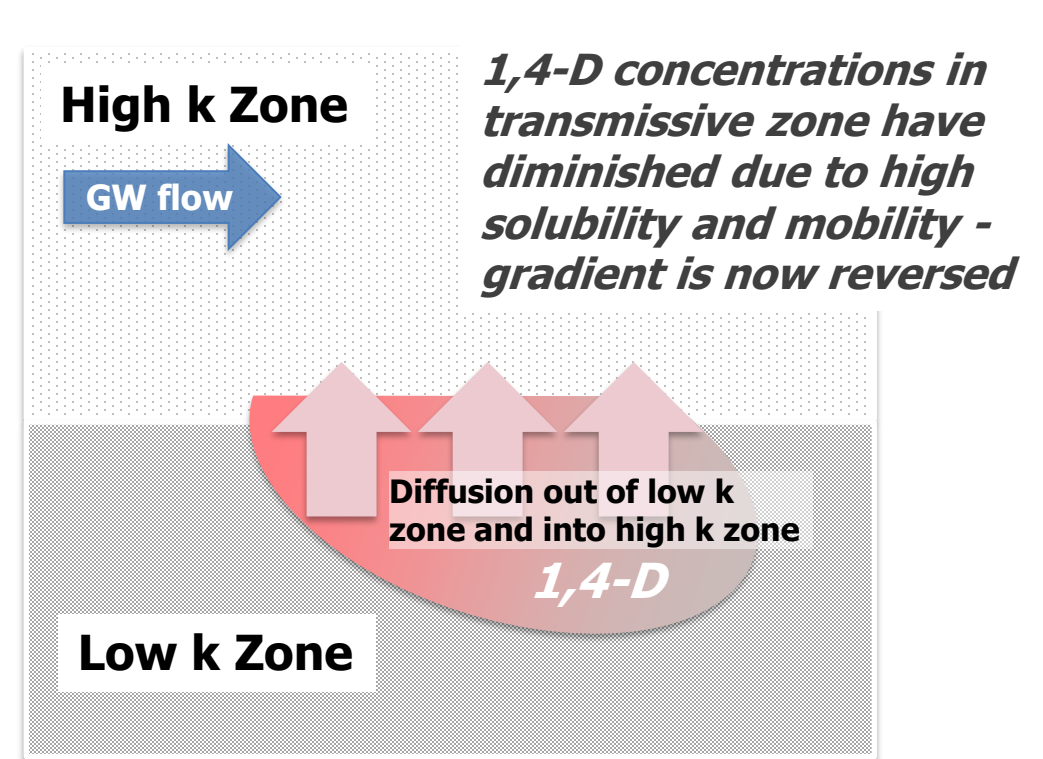 High k Zone
GW flow
1,4-D concentrations in
transmissive zone have
diminished due to high
solubility and mobility -
gradient is now reversed
Diffusion out of low k
zone and into high k zone
1,4-D
Low k Zone